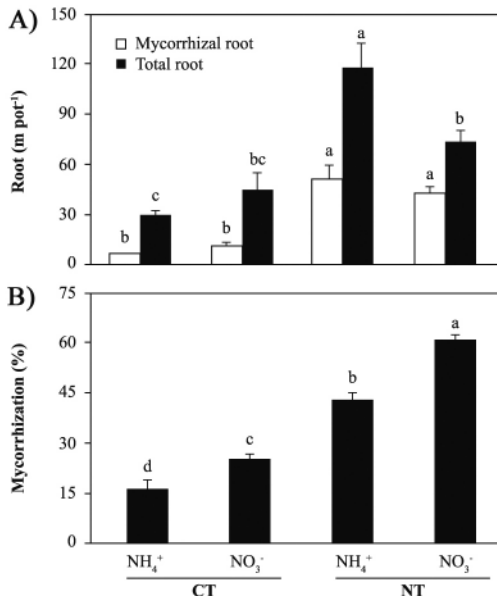 A)
150
120
90
60
30
0
Root (m pot⁻¹)
Mycorrhizal root
Total root
b
c
b
bc
a
a
a
b
B)
75
60
45
30
15
0
Mycorrhization (%)
d
c
b
a
NH₄⁺ NO₃⁻ NH₄⁺ NO₃⁻
CT NT